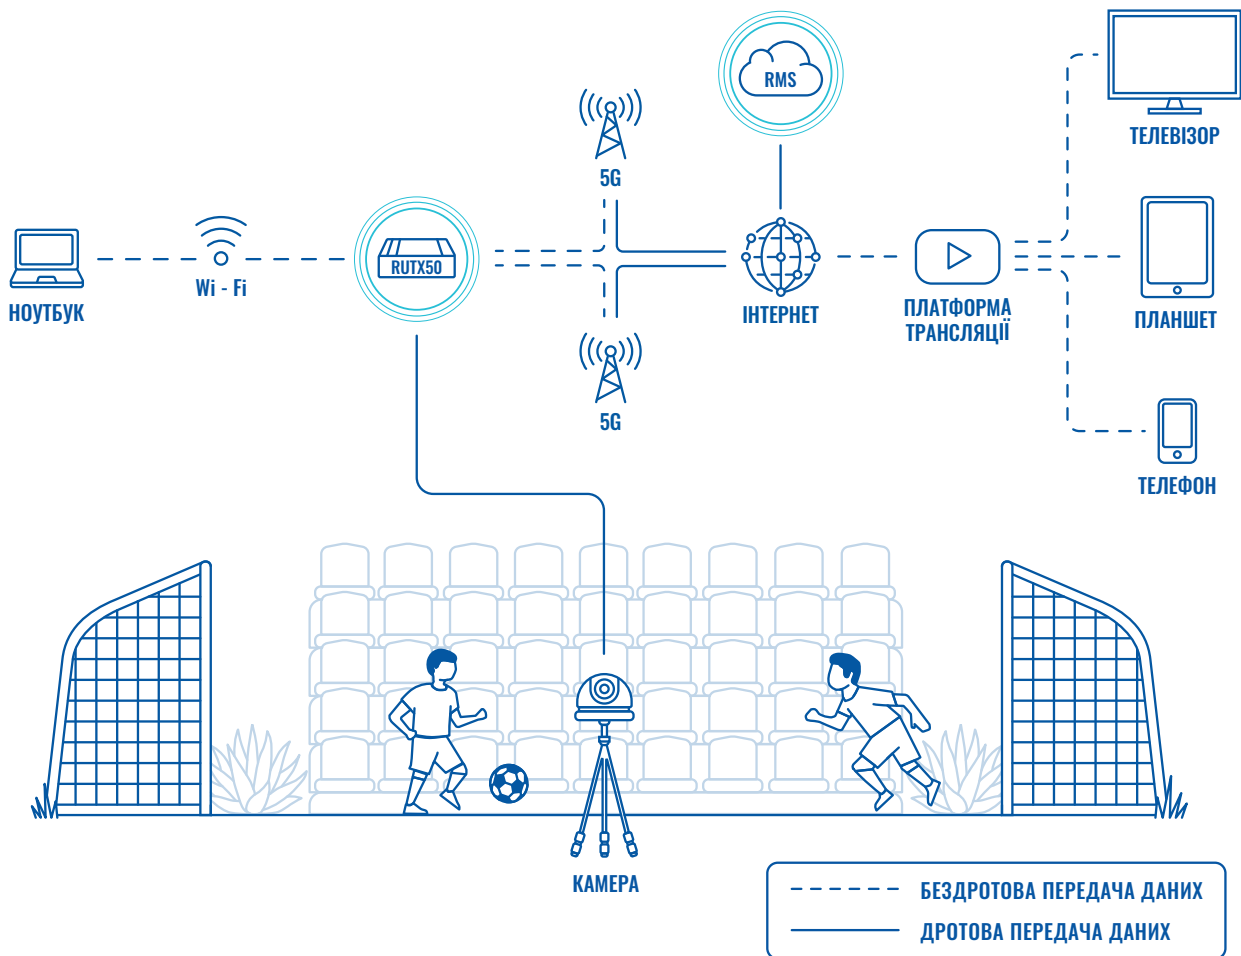 RMS
ТЕЛЕВІЗОР
5G
RUTX50
Wi - Fi
НОУТБУК
ІНТЕРНЕТ
ПЛАТФОРМА
ТРАНСЛЯЦІЇ
ПЛАНШЕТ
5G
ТЕЛЕФОН
КАМЕРА
БЕЗДРОТОВА ПЕРЕДАЧА ДАНИХ
ДРОТОВА ПЕРЕДАЧА ДАНИХ